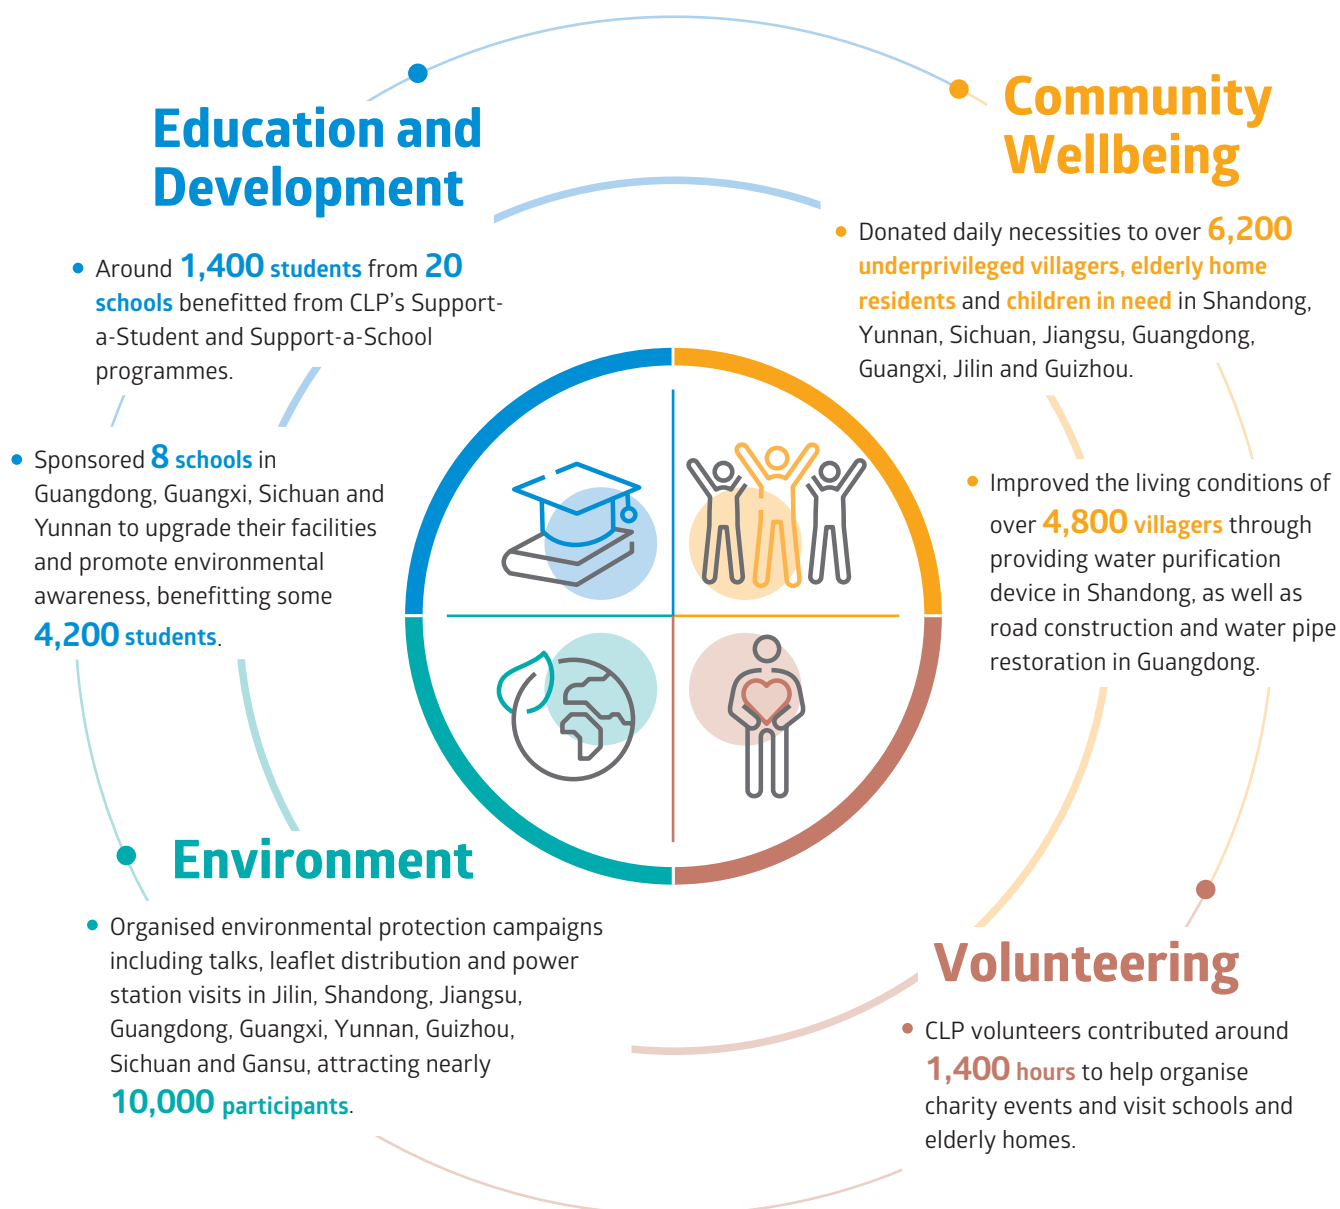 Education and
Development
• Around 1,400 students from 20
schools benefitted from CLP's Support-
a-Student and Support-a-School
programmes.
• Sponsored 8 schools in
Guangdong, Guangxi, Sichuan and
Yunnan to upgrade their facilities
and promote environmental
awareness, benefitting some
4,200 students.
Community
Wellbeing
• Donated daily necessities to over 6,200
underprivileged villagers, elderly home
residents and children in need in Shandong,
Yunnan, Sichuan, Jiangsu, Guangdong,
Guangxi, Jilin and Guizhou.
• Improved the living conditions of
over 4,800 villagers through
providing water purification
device in Shandong, as well as
road construction and water pipe
restoration in Guangdong.
Environment
• Organised environmental protection campaigns
including talks, leaflet distribution and power
station visits in Jilin, Shandong, Jiangsu,
Guangdong, Guangxi, Yunnan, Guizhou,
Sichuan and Gansu, attracting nearly
10,000 participants.
Volunteering
• CLP volunteers contributed around
1,400 hours to help organise
charity events and visit schools and
elderly homes.